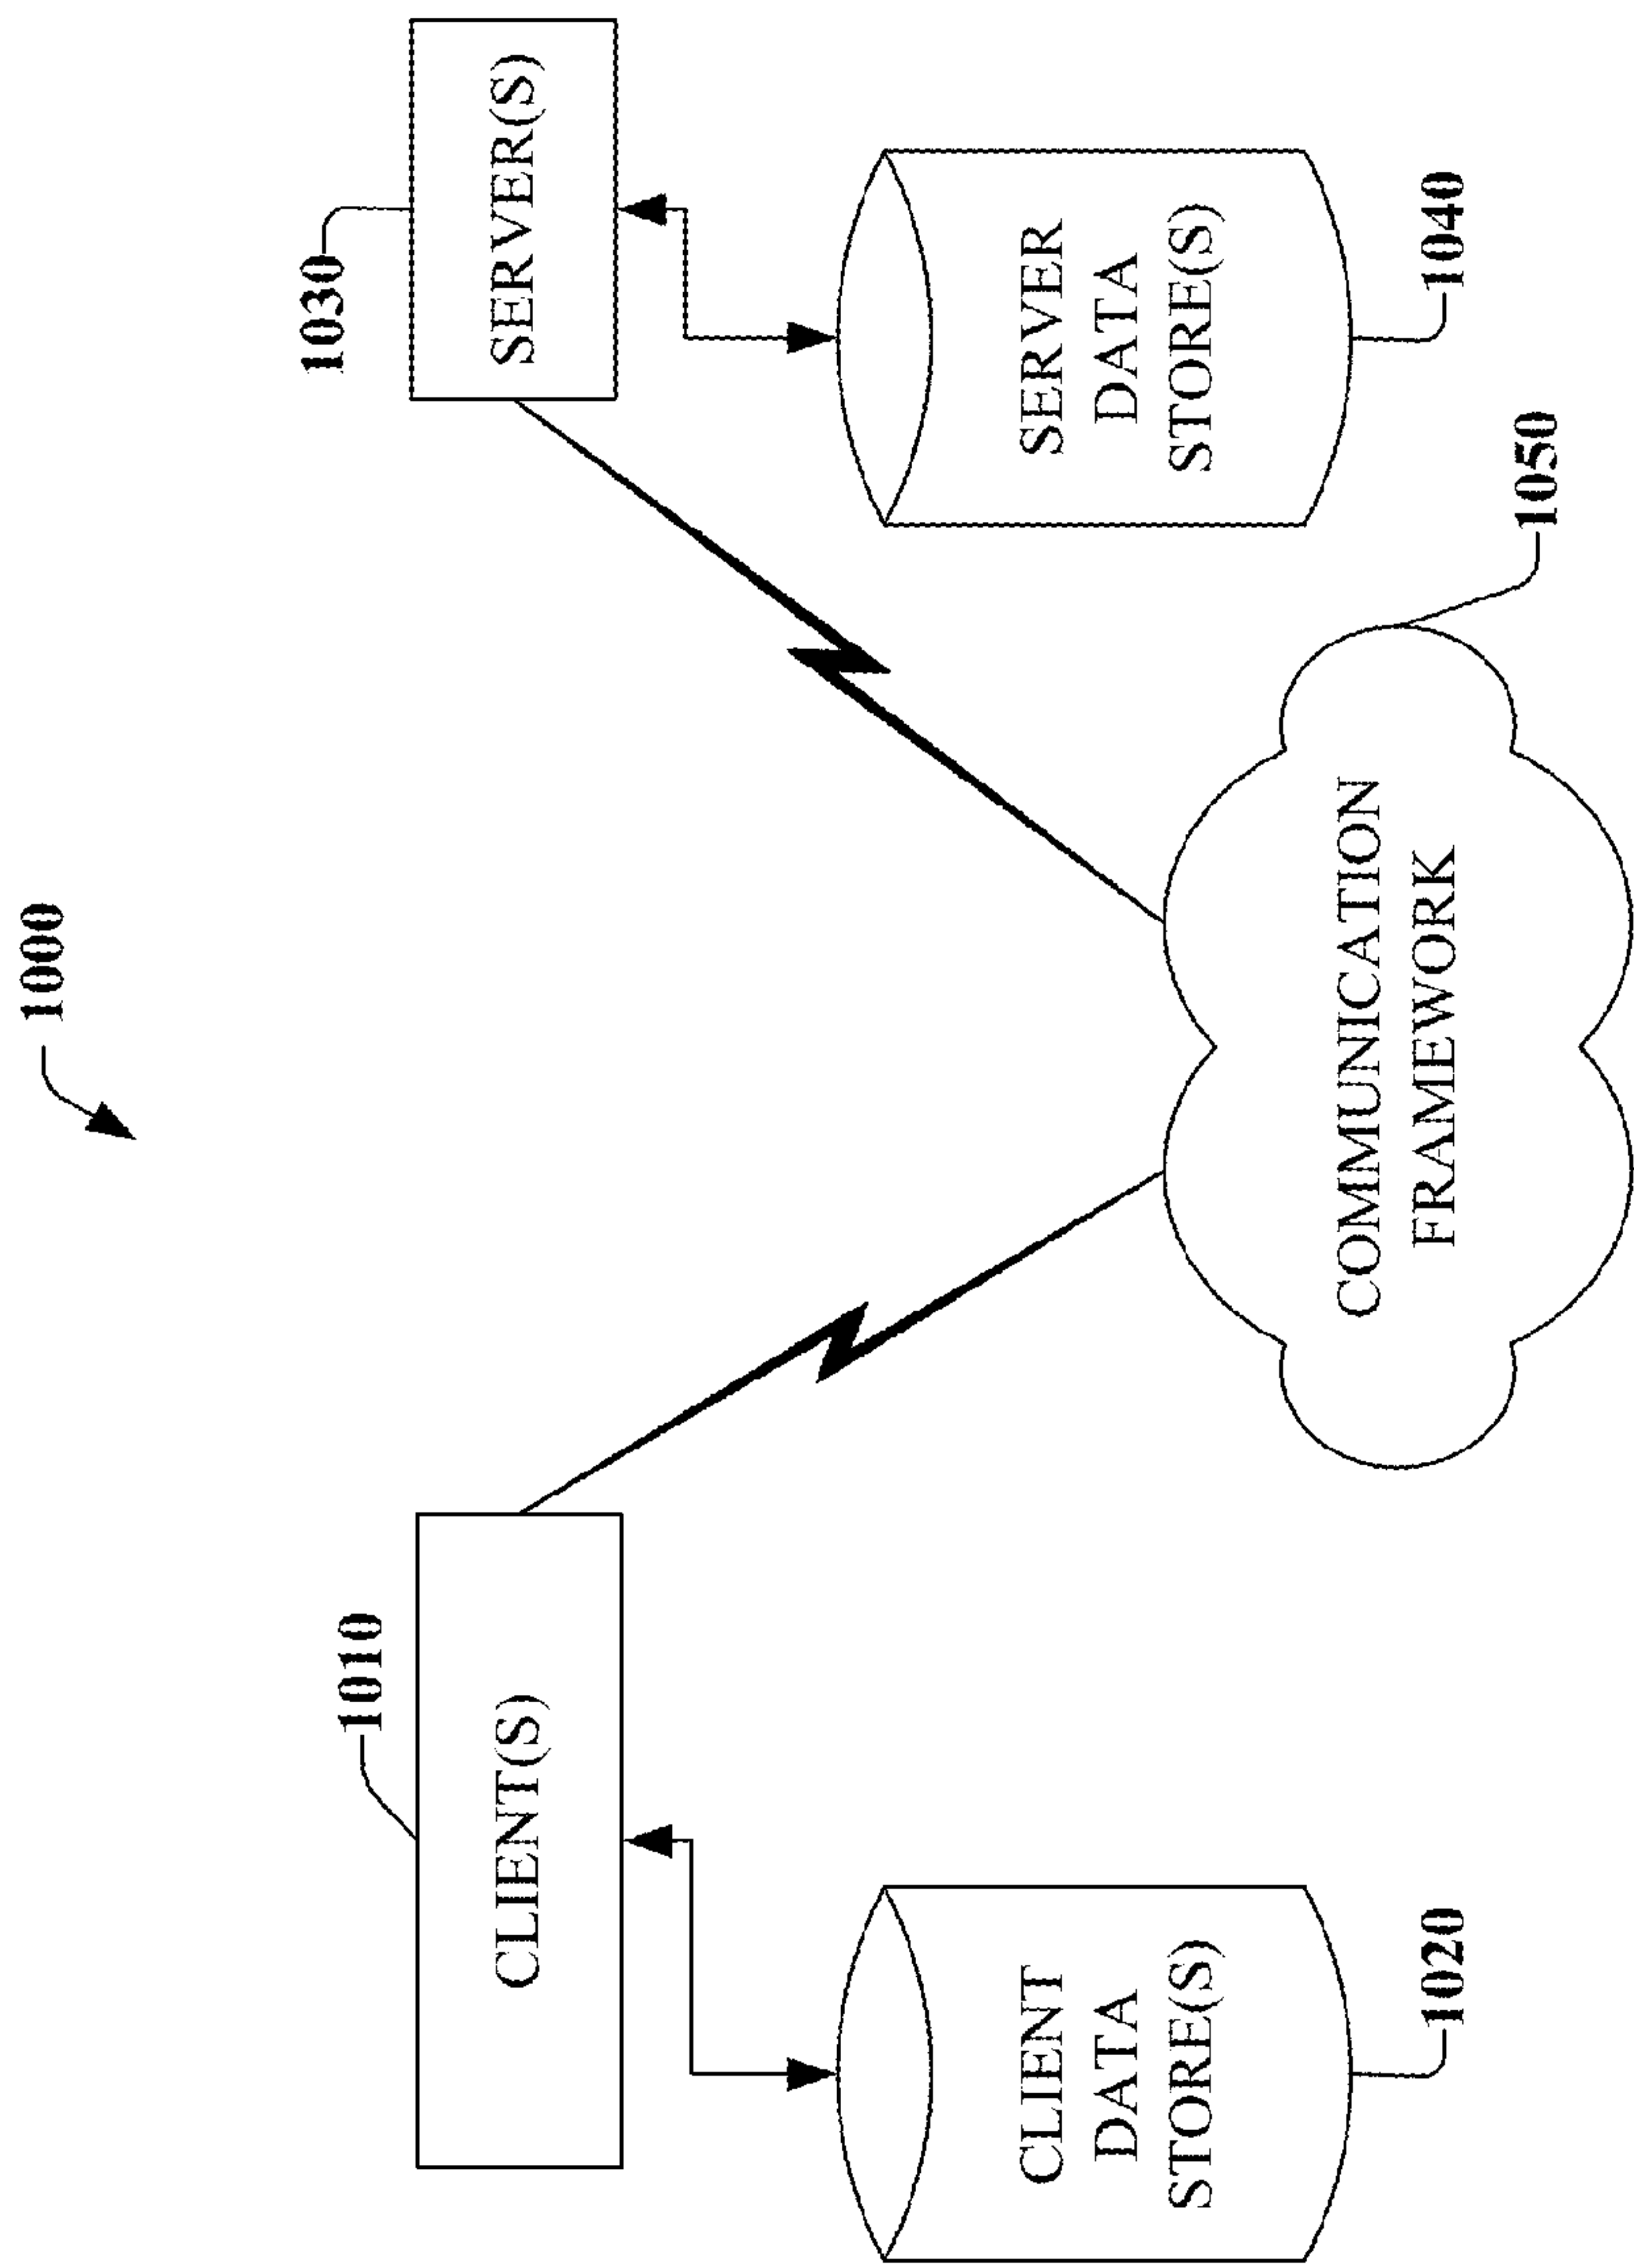 1000
1010
1030
CLIENT(S)
SERVER(S)
CLIENT
DATA
STORE(S)
SERVER
DATA
STORE(S)
COMMUNICATION
FRAMEWORK
1020
1040
1050